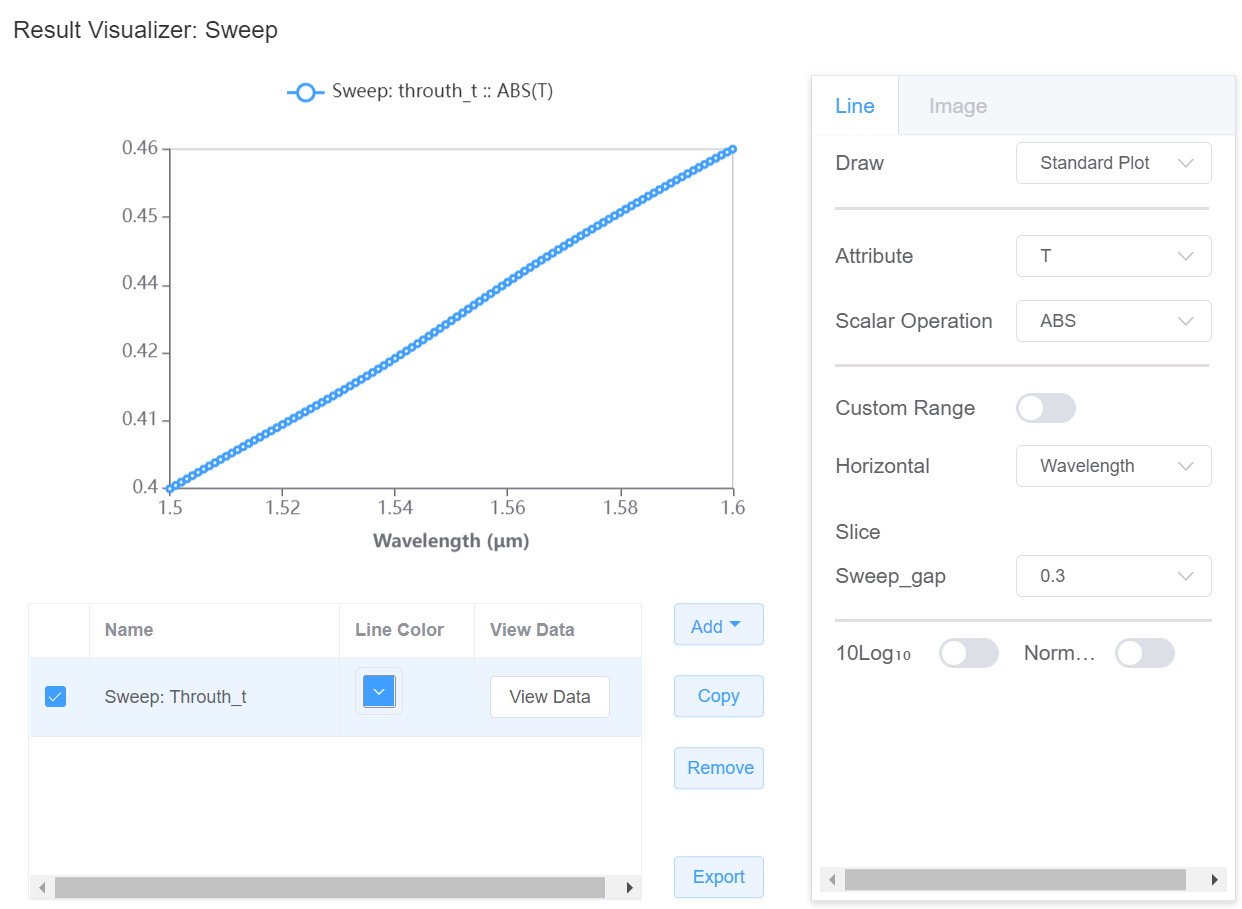 Result Visualizer: Sweep
Sweep: throuth_t :: ABS(T)
0.46
0.45
0.44
0.42
0.41
0.4
1.5 1.52 1.54 1.56 1.58 1.6
Wavelength (μm)
Name Line Color View Data
Sweep: Throuth_t View Data
Add
Copy
Remove
Export
Line Image
Draw Standard Plot
Attribute T
Scalar Operation ABS
Custom Range
Horizontal Wavelength
Slice
Sweep_gap 0.3
10Log₁₀ Norm...